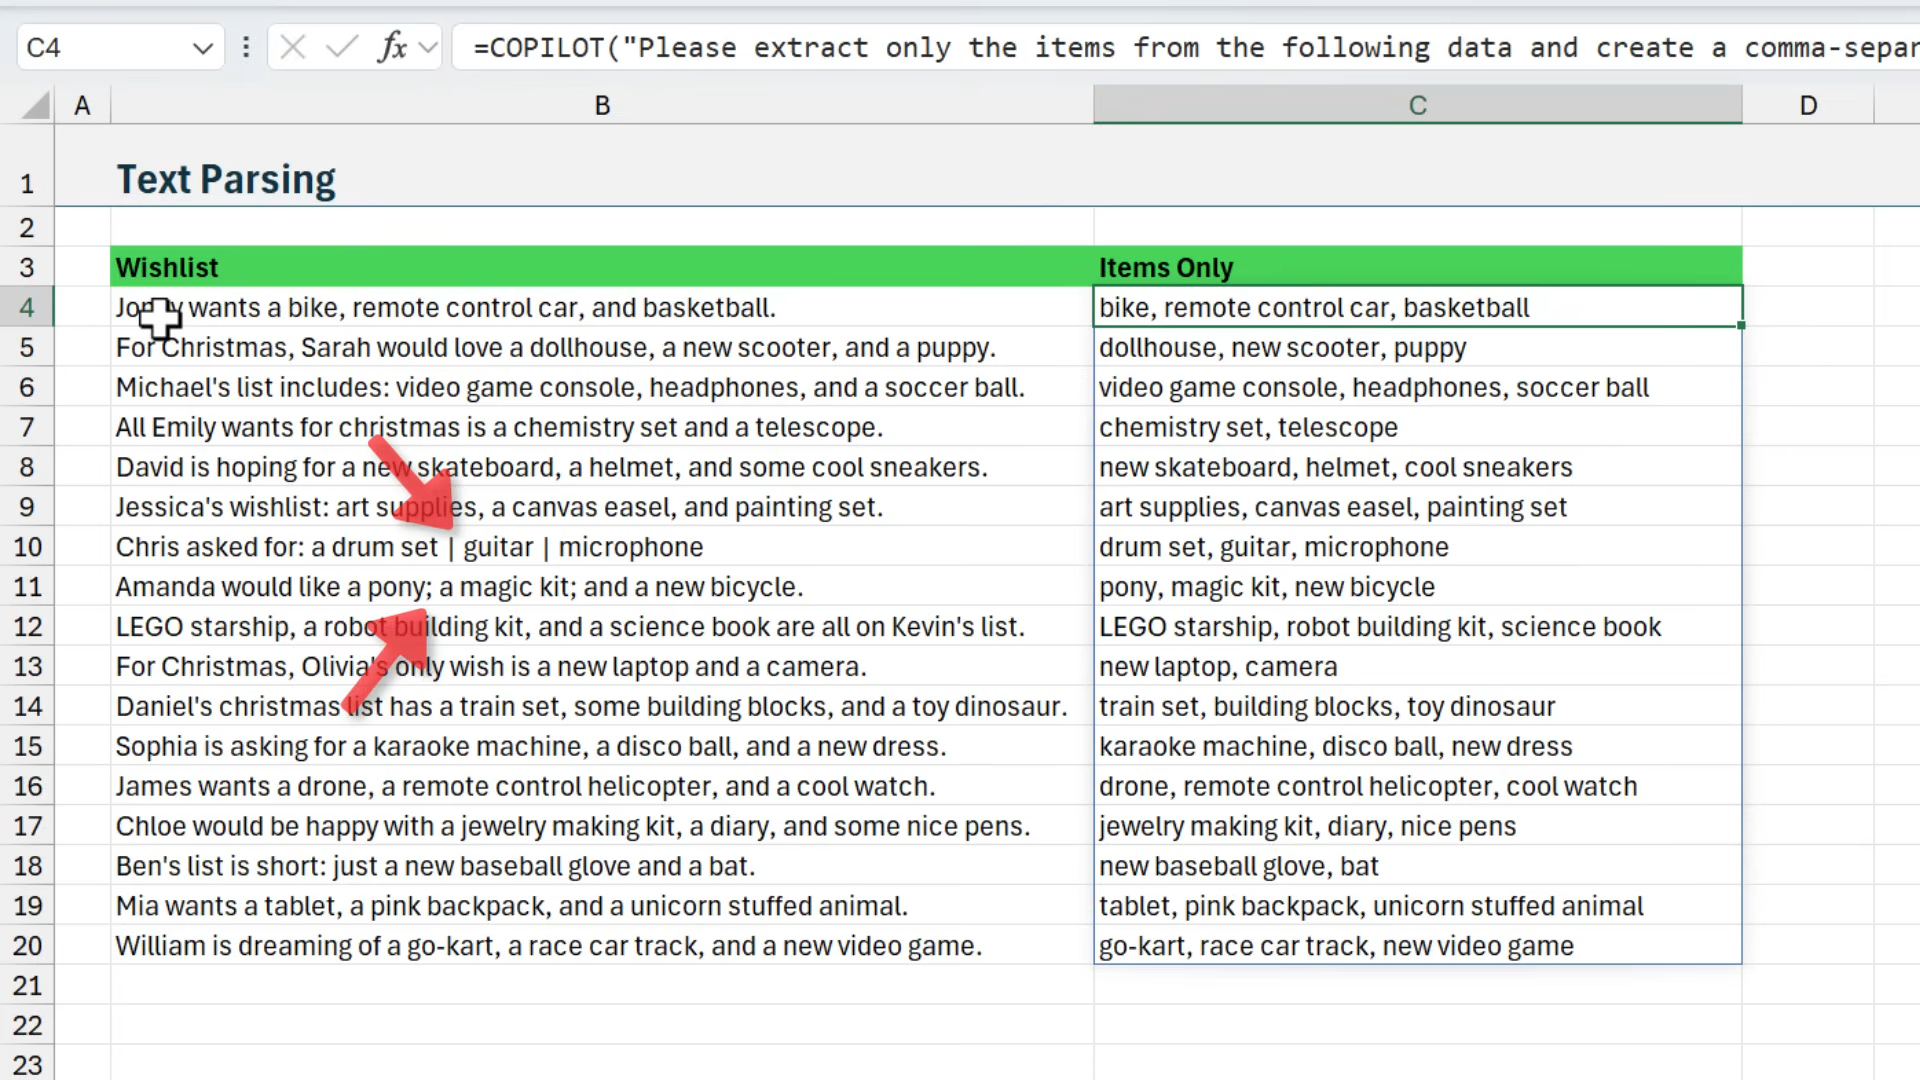 C4 fx =COPILOT("Please extract only the items from the following data and create a comma-separ
A B C D
1 Text Parsing
2
3 Wishlist Items Only
4 wants a bike, remote control car, and basketball. bike, remote control car, basketball
5 For Christmas, Sarah would love a dollhouse, a new scooter, and a puppy. dollhouse, new scooter, puppy
6 Michael's list includes: video game console, headphones, and a soccer ball. video game console, headphones, soccer ball
7 All Emily wants for christmas is a chemistry set and a telescope. chemistry set, telescope
8 David is hoping for a new skateboard, a helmet, and some cool sneakers. new skateboard, helmet, cool sneakers
9 Jessica's wishlist: art supplies, a canvas easel, and painting set. art supplies, canvas easel, painting set
10 Chris asked for: a drum set | guitar | microphone drum set, guitar, microphone
11 Amanda would like a pony; a magic kit; and a new bicycle. pony, magic kit, new bicycle
12 LEGO starship, a robot building kit, and a science book are all on Kevin's list. LEGO starship, robot building kit, science book
13 For Christmas, Olivia's only wish is a new laptop and a camera. new laptop, camera
14 Daniel's christmas list has a train set, some building blocks, and a toy dinosaur. train set, building blocks, toy dinosaur
15 Sophia is asking for a karaoke machine, a disco ball, and a new dress. karaoke machine, disco ball, new dress
16 James wants a drone, a remote control helicopter, and a cool watch. drone, remote control helicopter, cool watch
17 Chloe would be happy with a jewelry making kit, a diary, and some nice pens. jewelry making kit, diary, nice pens
18 Ben's list is short: just a new baseball glove and a bat. new baseball glove, bat
19 Mia wants a tablet, a pink backpack, and a unicorn stuffed animal. tablet, pink backpack, unicorn stuffed animal
20 William is dreaming of a go-kart, a race car track, and a new video game. go-kart, race car track, new video game
21
22
23